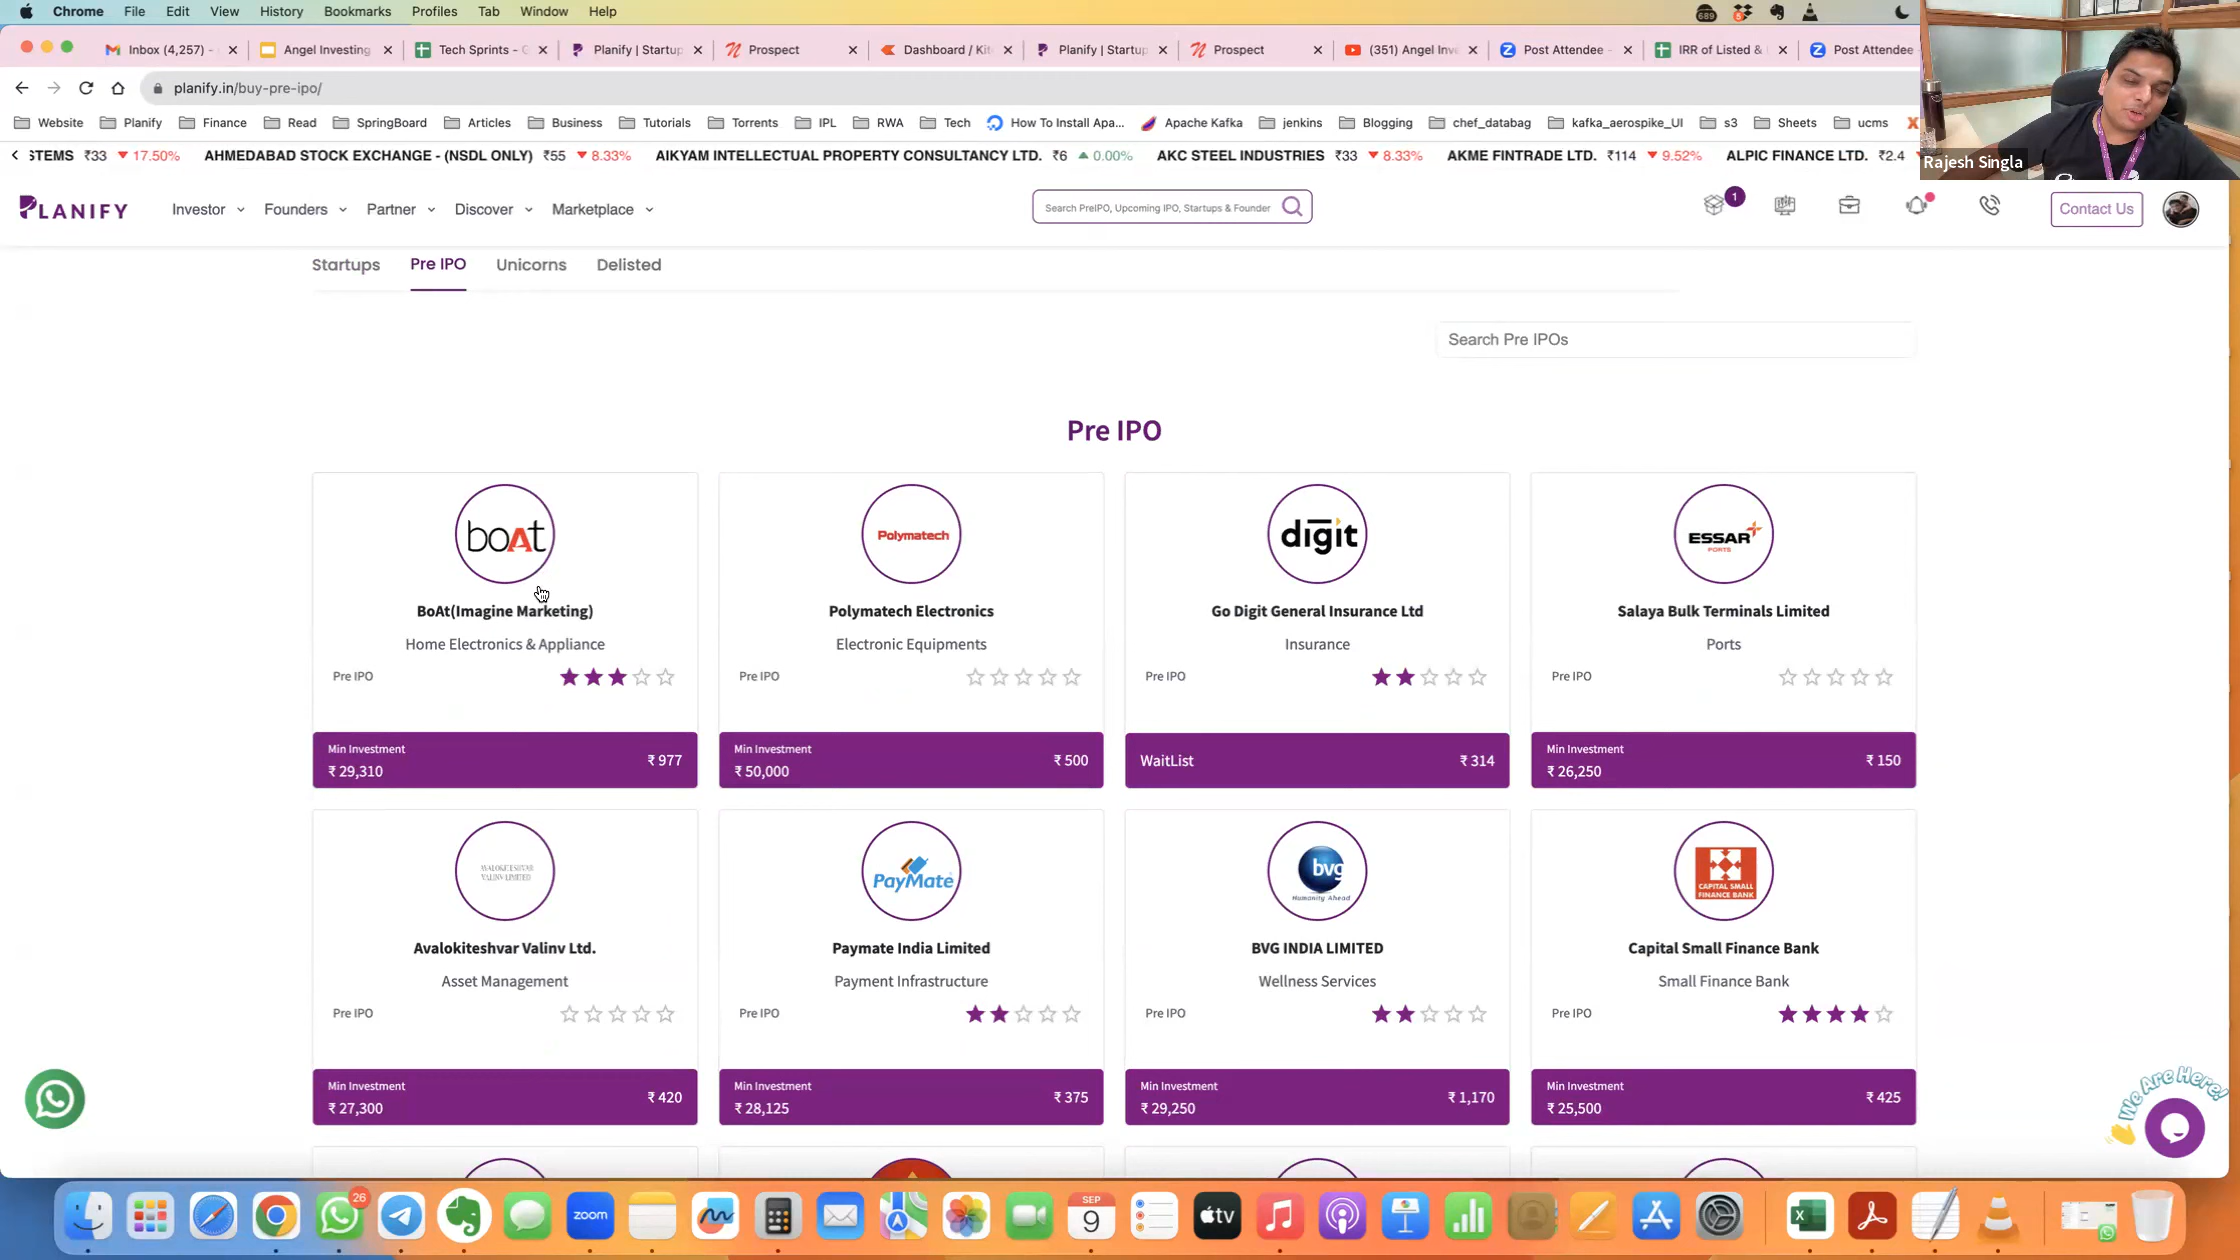 Chrome File Edit View History Bookmarks Profiles Tab Window Help
689 5
Inbox (4,257) - Angel Investing Tech Sprints - G Planify | Startup Prospect Dashboard / Kit Planify | Startup Prospect (351) Angel Inv Post Attendee - IRR of Listed & Post Attendee
planify.in/buy-pre-ipo/
Website Planify Finance Read SpringBoard Articles Business Tutorials Torrents IPL RWA Tech How To Install Apa... Apache Kafka jenkins Blogging chef_databag kafka_aerospike_UI s3 Sheets ucms
STEMS ₹33 ▼ 17.50% AHMEDABAD STOCK EXCHANGE - (NSDL ONLY) ₹55 ▼ 8.33% AIKYAM INTELLECTUAL PROPERTY CONSULTANCY LTD. ₹6 ▲ 0.00% AKC STEEL INDUSTRIES ₹33 ▼ 8.33% AKME FINTRADE LTD. ₹114 ▼ 9.52% ALPIC FINANCE LTD. ₹2.4
Rajesh Singla
PLANIFY Investor Founders Partner Discover Marketplace Search PreIPO, Upcoming IPO, Startups & Founder 1 Contact Us
Startups Pre IPO Unicorns Delisted
Search Pre IPOs
Pre IPO
boAt Polymatech digit ESSAR PORTS
BoAt(Imagine Marketing) Polymatech Electronics Go Digit General Insurance Ltd Salaya Bulk Terminals Limited
Home Electronics & Appliance Electronic Equipments Insurance Ports
Pre IPO Pre IPO Pre IPO Pre IPO
Min Investment ₹ 29,310 ₹ 977 Min Investment ₹ 50,000 ₹ 500 WaitList ₹ 314 Min Investment ₹ 26,250 ₹ 150
AVALOKITESHVAR VALINV LIMITED PayMate bvg Humanity Ahead CAPITAL SMALL FINANCE BANK
Avalokiteshvar Valinv Ltd. Paymate India Limited BVG INDIA LIMITED Capital Small Finance Bank
Asset Management Payment Infrastructure Wellness Services Small Finance Bank
Pre IPO Pre IPO Pre IPO Pre IPO
Min Investment ₹ 27,300 ₹ 420 Min Investment ₹ 28,125 ₹ 375 Min Investment ₹ 29,250 ₹ 1,170 Min Investment ₹ 25,500 ₹ 425
We Are Here!
26 zoom SEP 9 tv